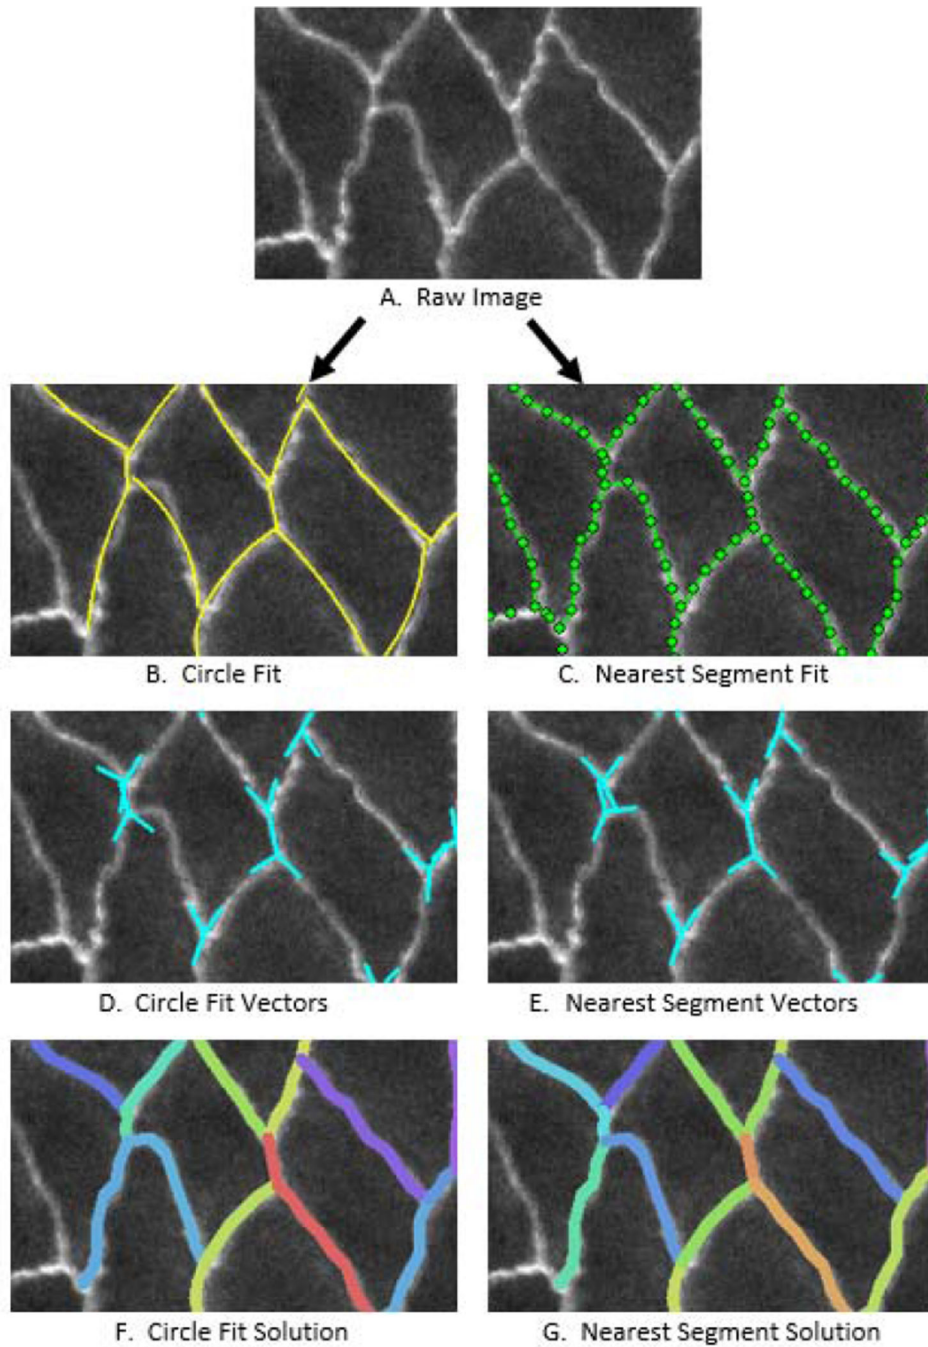 A. Raw Image
B. Circle Fit
C. Nearest Segment Fit
D. Circle Fit Vectors
E. Nearest Segment Vectors
F. Circle Fit Solution
G. Nearest Segment Solution